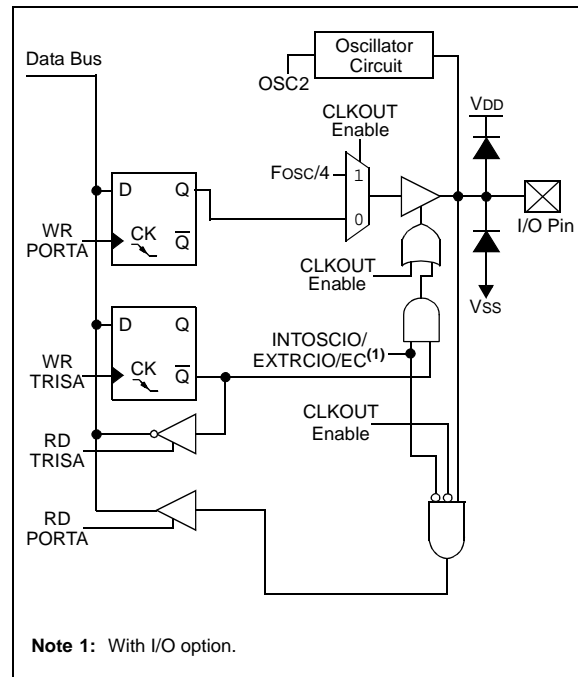 Data Bus
Oscillator
Circuit
OSC2
VDD
CLKOUT
Enable
FOSC/4
1
0
D
Q
CK
Q
WR
PORTA
I/O Pin
CLKOUT
Enable
VSS
D
Q
CK
Q
WR
TRISA
INTOSCIO/
EXTRCIO/EC(1)
CLKOUT
Enable
RD
TRISA
RD
PORTA
Note 1: With I/O option.